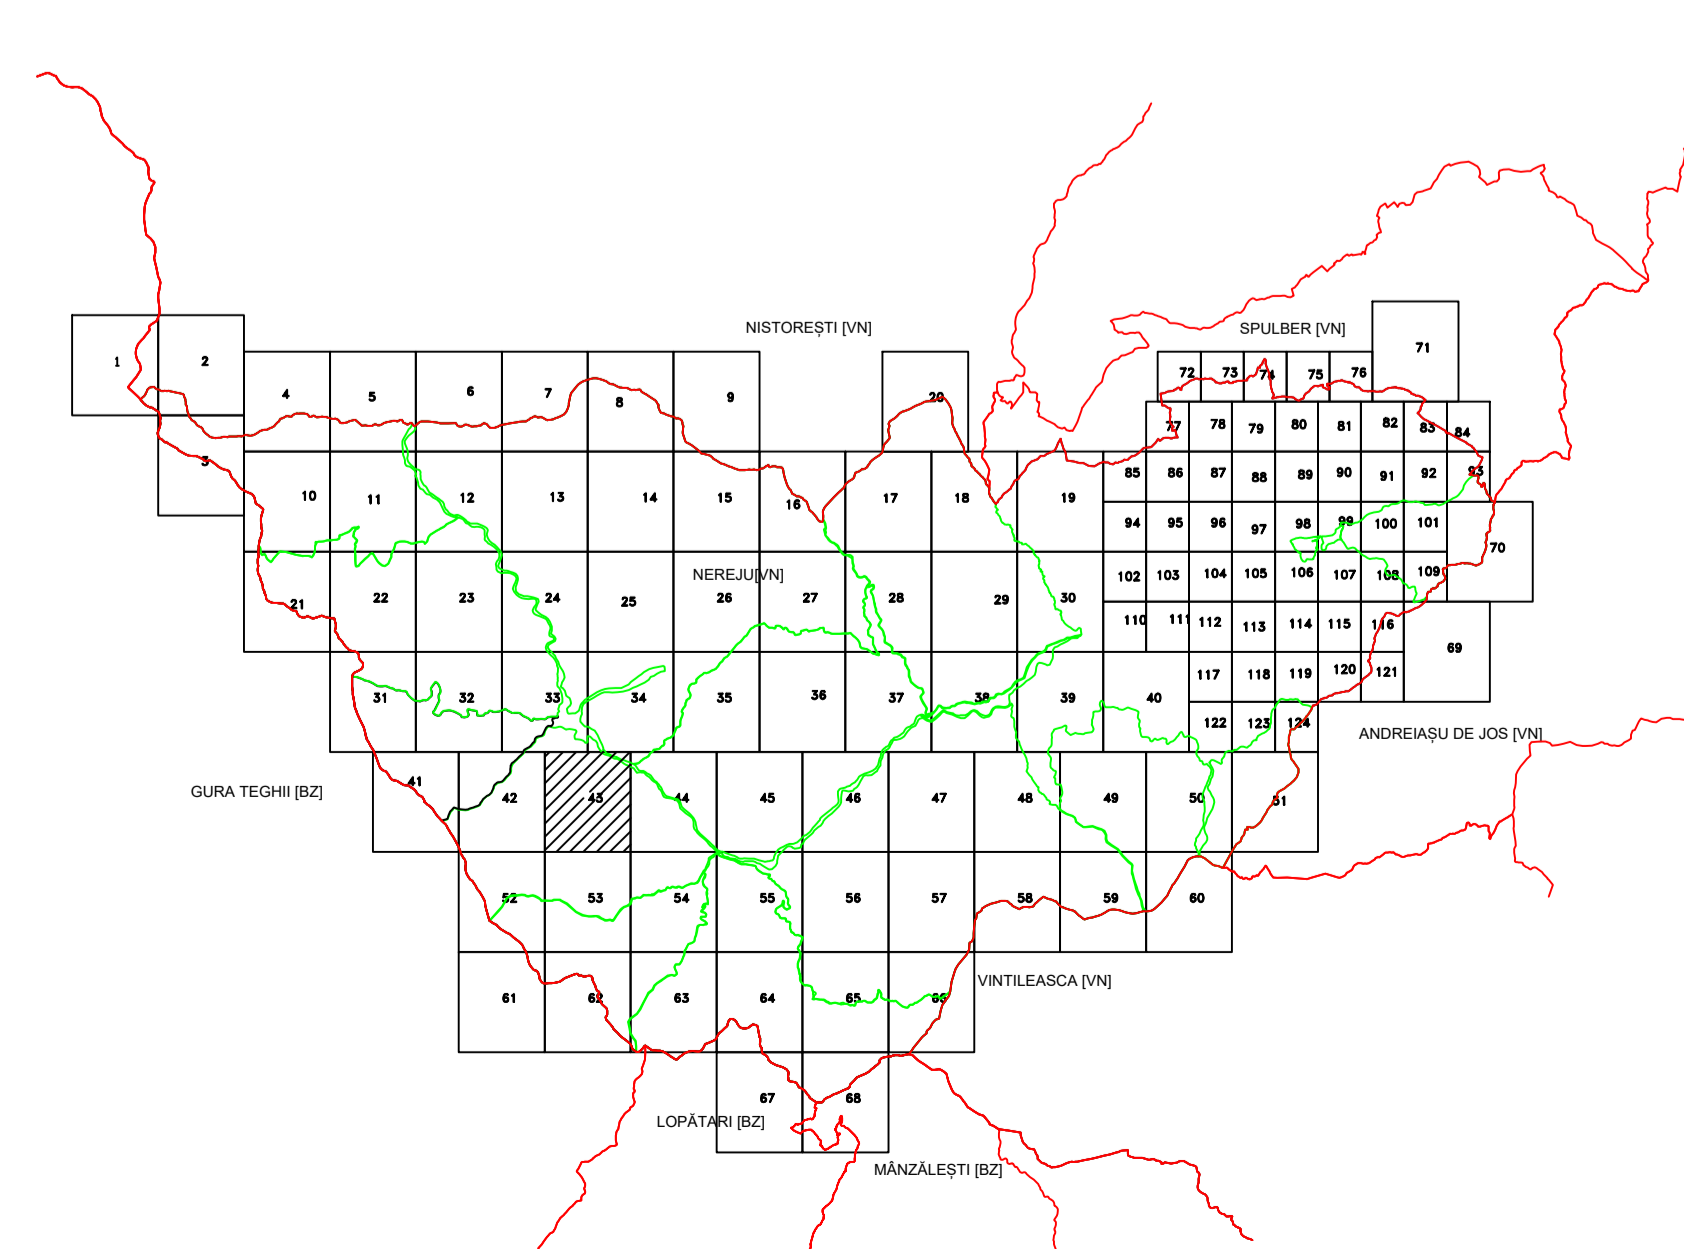 NISTOREȘTI [VN]
SPULBER [VN]
1
2
71
72 73 74 75 76
3
4 5 6 7 8 9
20
77 78 79 80 81 82 83 84
10 11 12 13 14 15 16 17 18 19
85 86 87 88 89 90 91 92 93
94 95 96 97 98 99 100 101
70
NEREJU[VN]
21 22 23 24 25 26 27 28 29 30
102 103 104 105 106 107 108 109
110 111 112 113 114 115 116
69
31 32 33 34 35 36 37 38 39 40
117 118 119 120 121
122 123 124
ANDREIAȘU DE JOS [VN]
GURA TEGHII [BZ]
41 42 43 44 45 46 47 48 49 50 51
52 53 54 55 56 57 58 59 60
VINTILEASCA [VN]
61 62 63 64 65 66
67 68
LOPĂTARI [BZ]
MÂNZĂLEȘTI [BZ]